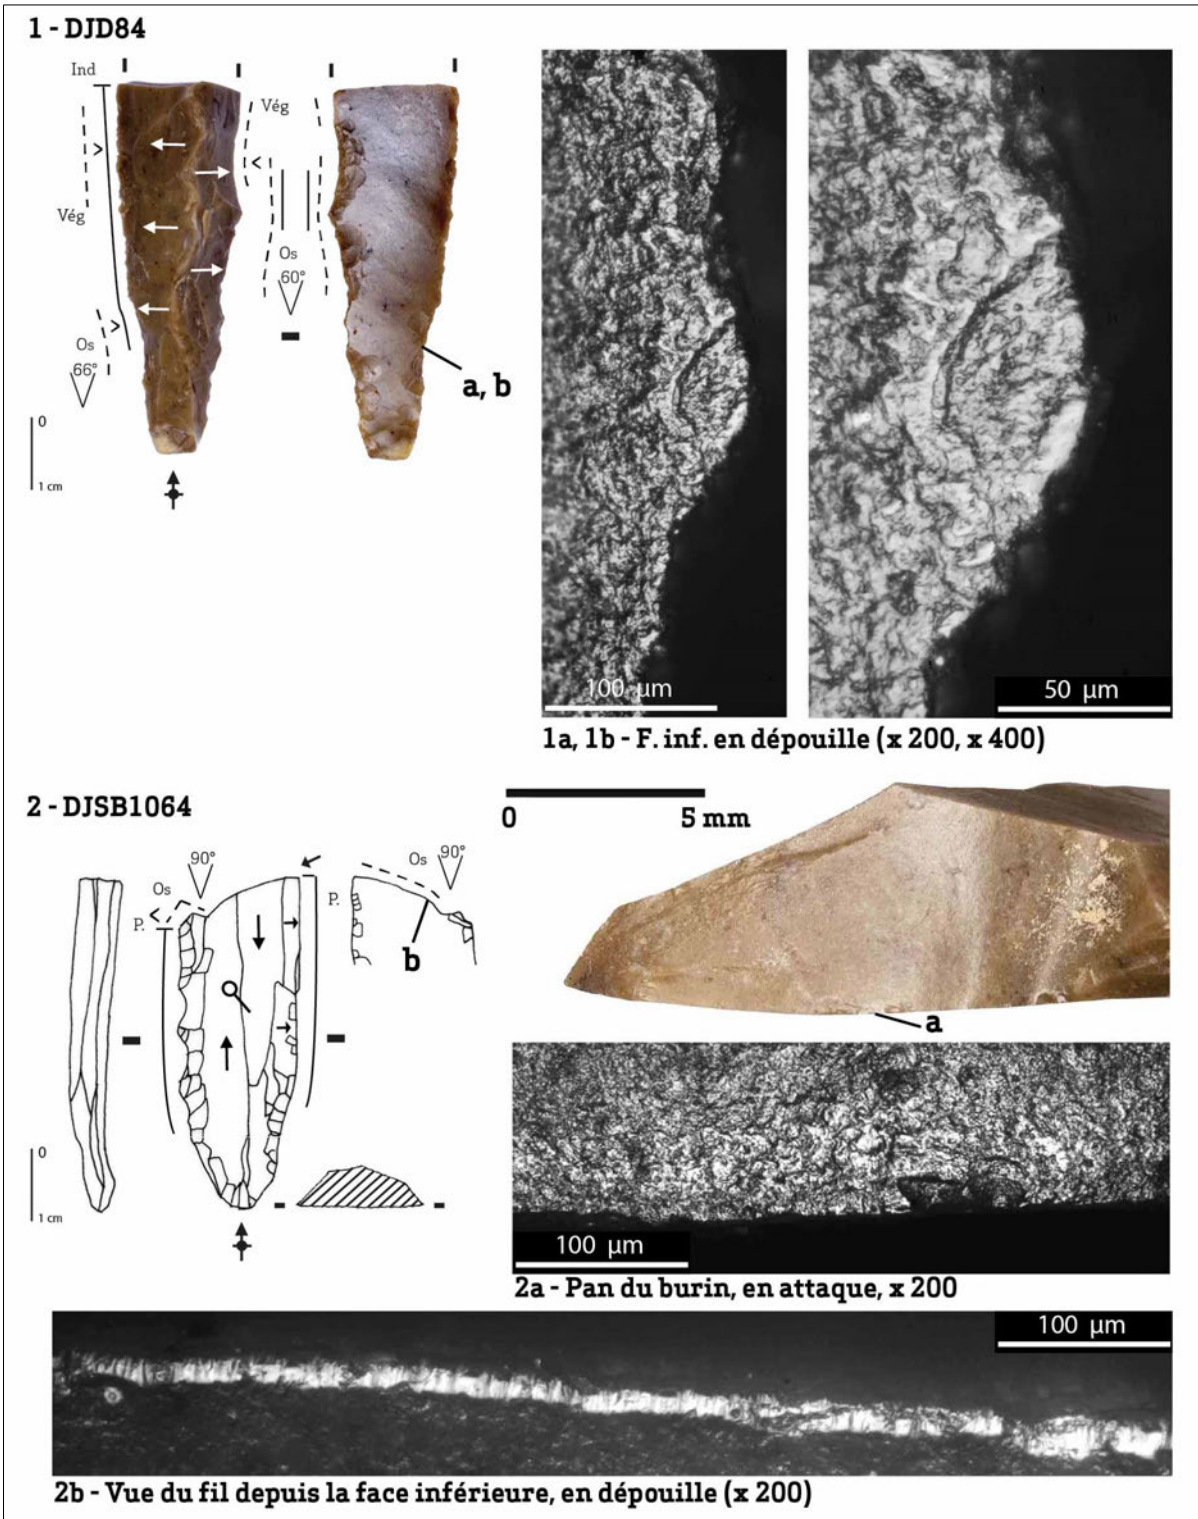 1 - DJD84
Ind
Vég
Vég
Os
60°
Os
66°
a, b
0
1 cm
100 µm
50 µm
1a, 1b - F. inf. en dépouille (x 200, x 400)
2 - DJSB1064
0 5 mm
90°
Os
P.
P.
Os
90°
b
a
0
1 cm
100 µm
2a - Pan du burin, en attaque, x 200
100 µm
2b - Vue du fil depuis la face inférieure, en dépouille (x 200)